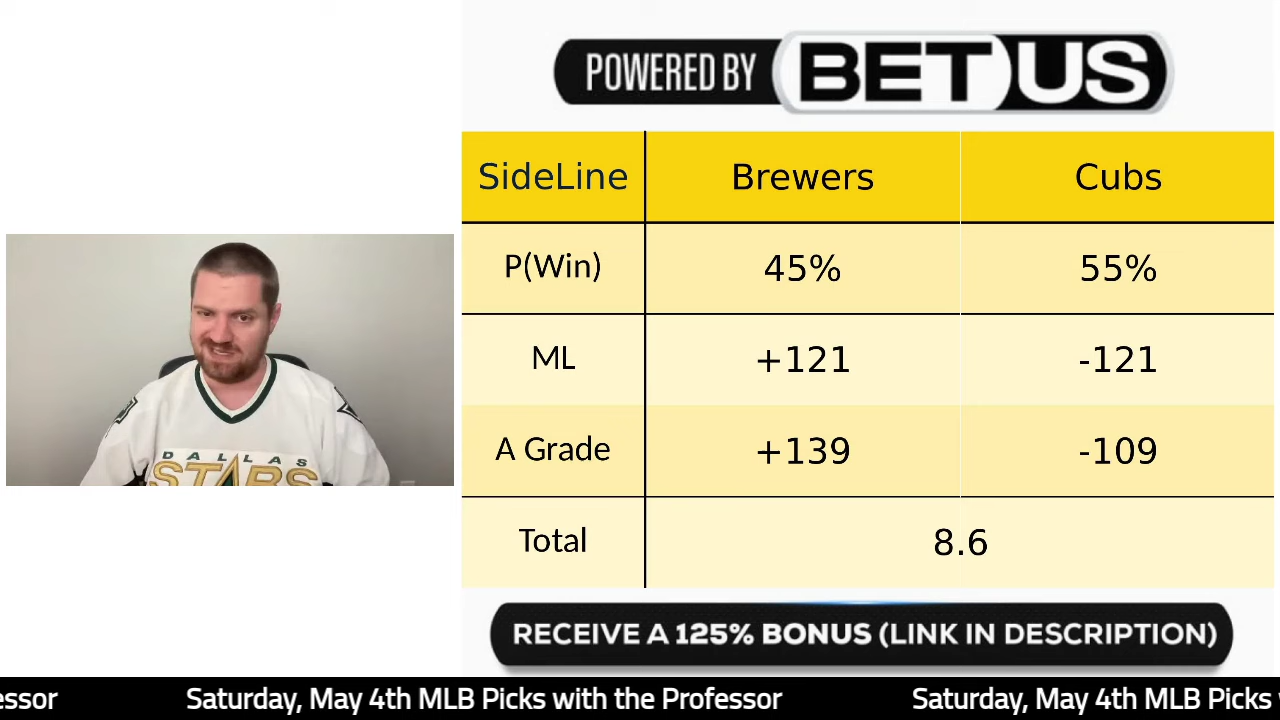 POWERED BY BETUS
SideLine Brewers Cubs
P(Win) 45% 55%
ML +121 -121
A Grade +139 -109
Total 8.6
DALLAS
STARS
RECEIVE A 125% BONUS (LINK IN DESCRIPTION)
essor Saturday, May 4th MLB Picks with the Professor Saturday, May 4th MLB Picks